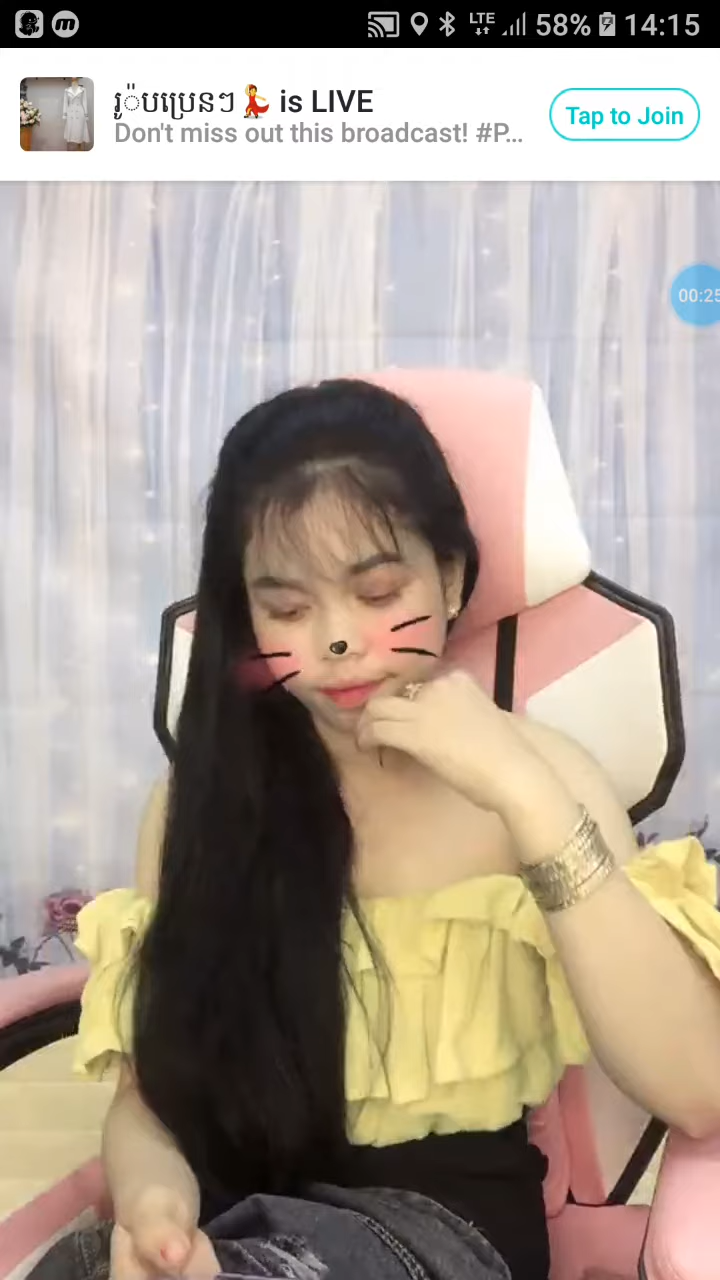 LTE 58% 14:15
រូ៉បប្រេនៗ💃 is LIVE
Don't miss out this broadcast! #P...
Tap to Join
00:25